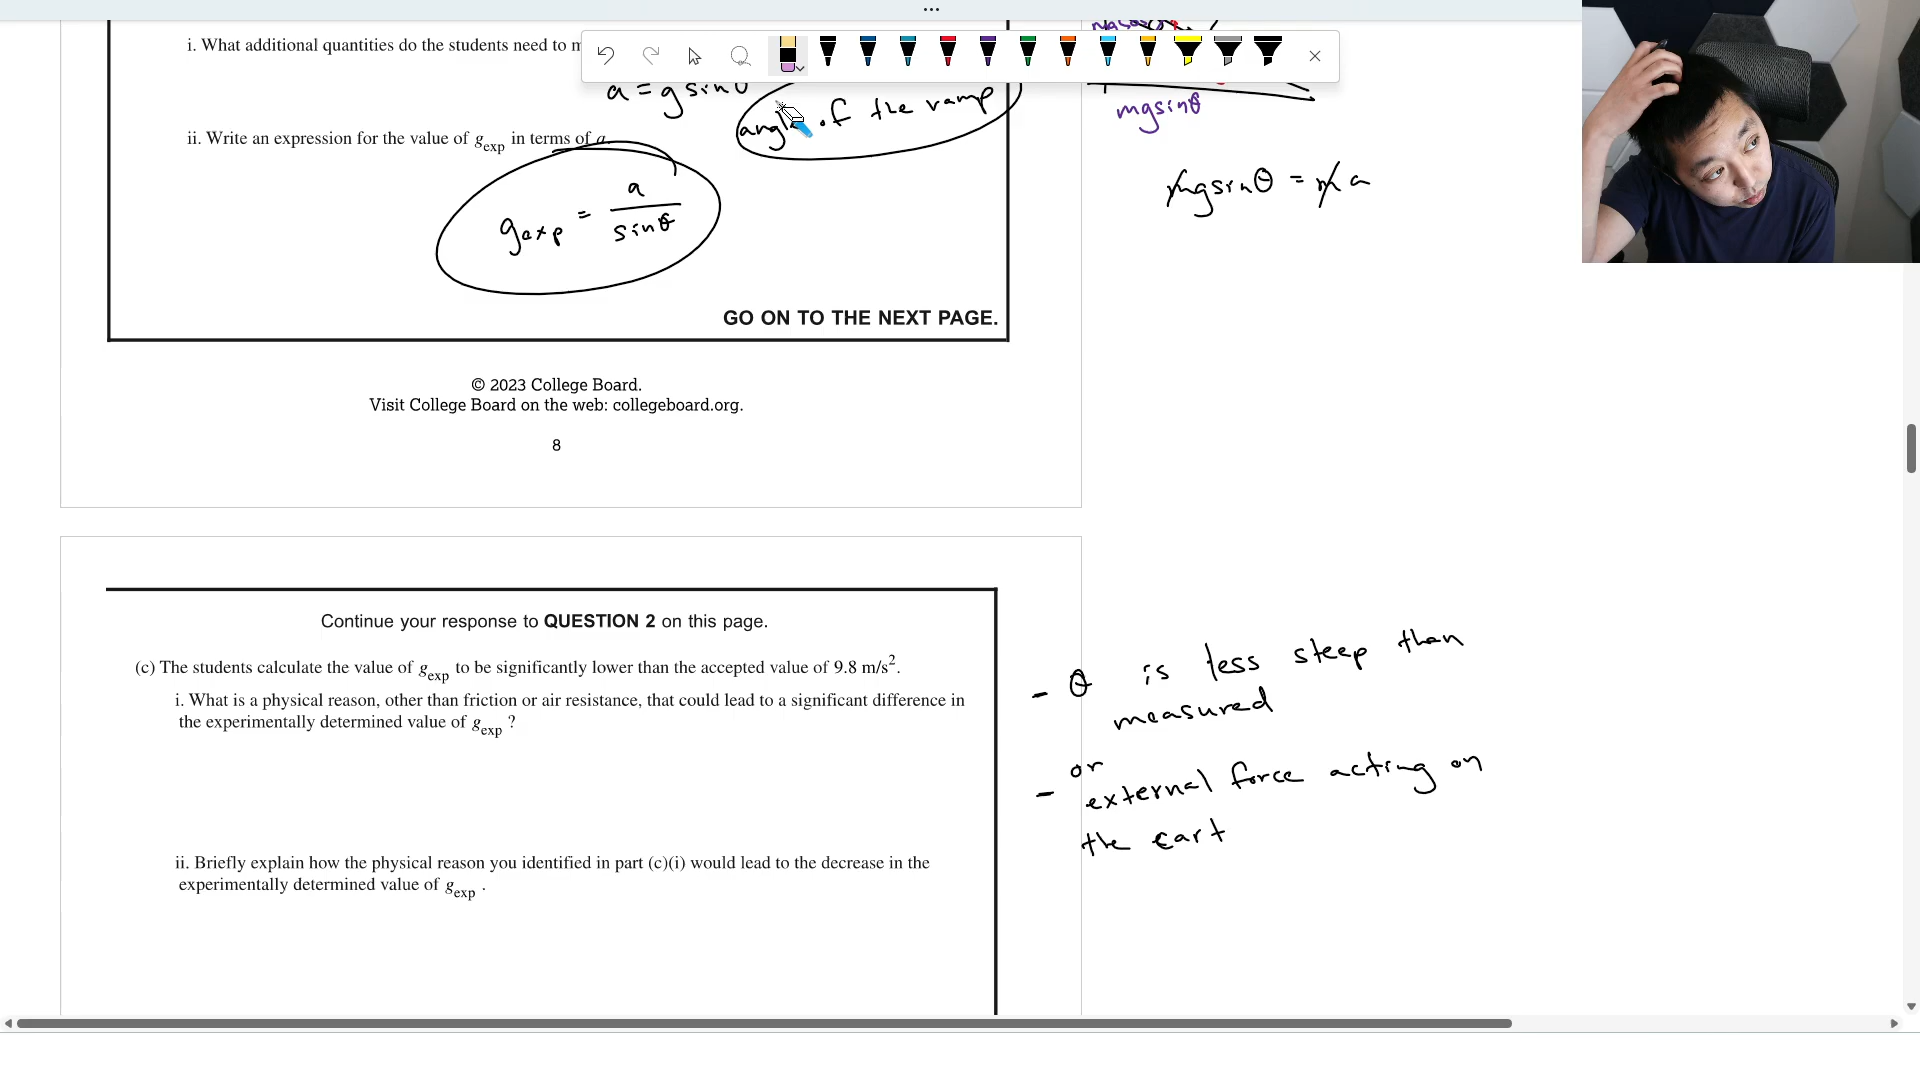 i. What additional quantities do the students need to m
a = g sinθ
angle of the ramp
mgsinθ
ii. Write an expression for the value of gexp in terms of a.
gexp = a / sinθ
mgsinθ = ma
GO ON TO THE NEXT PAGE.
© 2023 College Board.
Visit College Board on the web: collegeboard.org.
8
Continue your response to QUESTION 2 on this page.
(c) The students calculate the value of gexp to be significantly lower than the accepted value of 9.8 m/s².
i. What is a physical reason, other than friction or air resistance, that could lead to a significant difference in
the experimentally determined value of gexp ?
- θ is less steep than
measured
or
- external force acting on
the cart
ii. Briefly explain how the physical reason you identified in part (c)(i) would lead to the decrease in the
experimentally determined value of gexp .